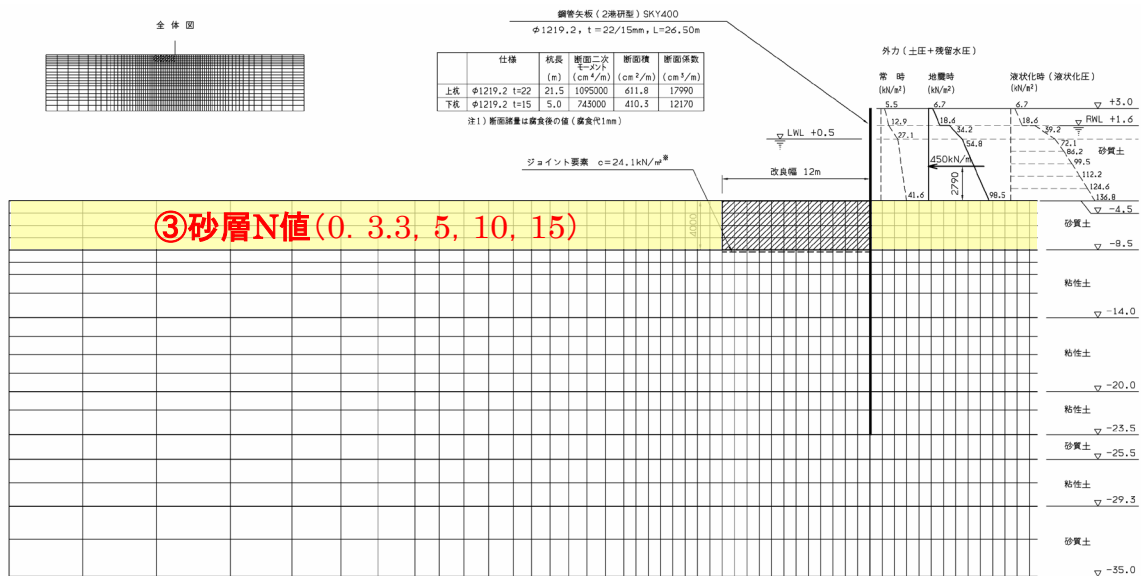 全 体 図
鋼管矢板（2港研型）SKY400
φ1219.2, t=22/15mm, L=26.50m
仕様 杭長 (m) 断面二次モーメント (cm⁴/m) 断面積 (cm²/m) 断面係数 (cm³/m)
上杭 φ1219.2 t=22 21.5 1095000 611.8 17990
下杭 φ1219.2 t=15 5.0 743000 410.3 12170
注1）断面諸量は腐食後の値（腐食代1mm）
外力（土圧+残留水圧）
常 時 (kN/m²)
地震時 (kN/m²)
液状化時（液状化圧） (kN/m²)
5.5
12.9
27.1
41.6
6.7
18.6
34.2
54.8
98.5
450kN/m
2790
6.7
18.6
39.2
72.1
86.2
99.5
112.2
124.6
136.8
▽ +3.0
RWL +1.6
LWL +0.5
砂質土
ジョイント要素 c=24.1kN/m²※
改良幅 12m
4000
③砂層N値(0. 3.3, 5, 10, 15)
▽ -4.5
砂質土
▽ -8.5
粘性土
▽ -14.0
粘性土
▽ -20.0
粘性土
▽ -23.5
砂質土
▽ -25.5
粘性土
▽ -29.3
砂質土
▽ -35.0